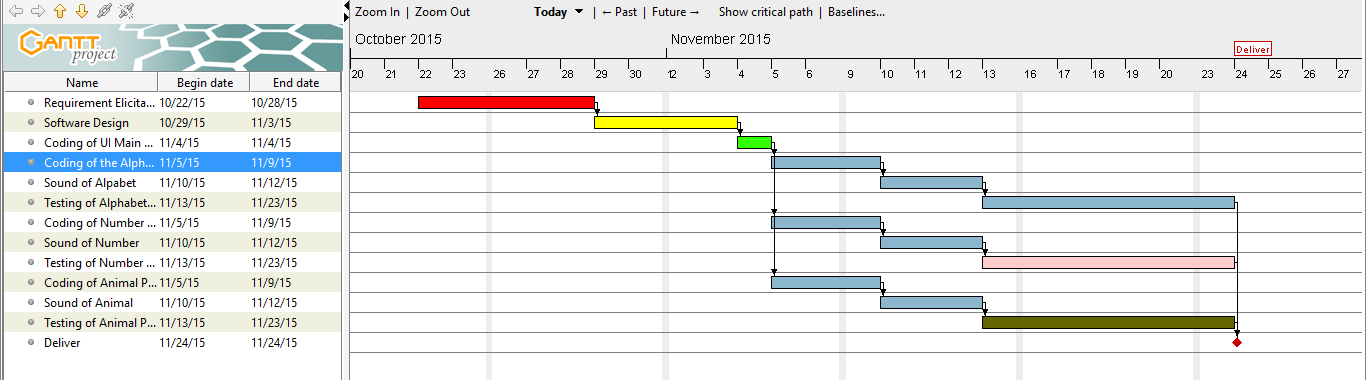 Zoom In | Zoom Out Today | ← Past | Future → Show critical path | Baselines...
GANTT project
October 2015 November 2015
Deliver
20 21 22 23 26 27 28 29 30 2 3 4 5 6 9 10 11 12 13 16 17 18 19 20 23 24 25 26 27
Name Begin date End date
Requirement Elicita... 10/22/15 10/28/15
Software Design 10/29/15 11/3/15
Coding of UI Main ... 11/4/15 11/4/15
Coding of the Alph... 11/5/15 11/9/15
Sound of Alpabet 11/10/15 11/12/15
Testing of Alphabet... 11/13/15 11/23/15
Coding of Number ... 11/5/15 11/9/15
Sound of Number 11/10/15 11/12/15
Testing of Number ... 11/13/15 11/23/15
Coding of Animal P... 11/5/15 11/9/15
Sound of Animal 11/10/15 11/12/15
Testing of Animal P... 11/13/15 11/23/15
Deliver 11/24/15 11/24/15